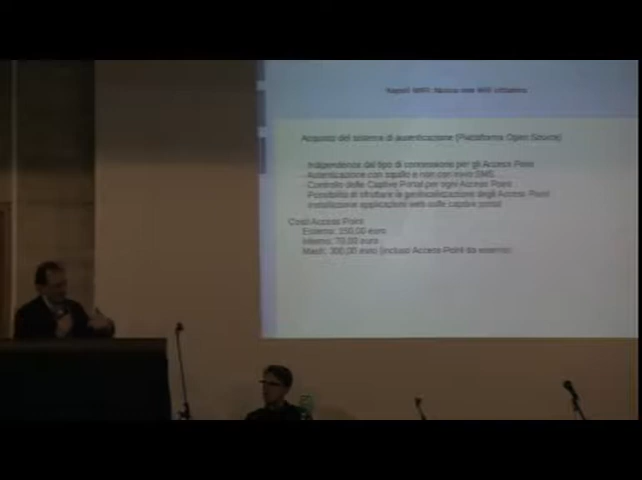 Napoli WiFi: Nuova rete WiFi cittadina
Acquisto del sistema di autenticazione (Piattaforma Open Source)
Indipendenza dal tipo di connessione per gli Access Point
Autenticazione con squillo e non con invio SMS
Controllo delle Captive Portal per ogni Access Point
Possibilità di sfruttare la geolocalizzazione degli Access Point
Installazione applicazioni web sulle captive portal
Costi Access Point
Esterno: 150,00 euro
Interno: 70,00 euro
Mesh: 300,00 euro (incluso Access Point da esterno)